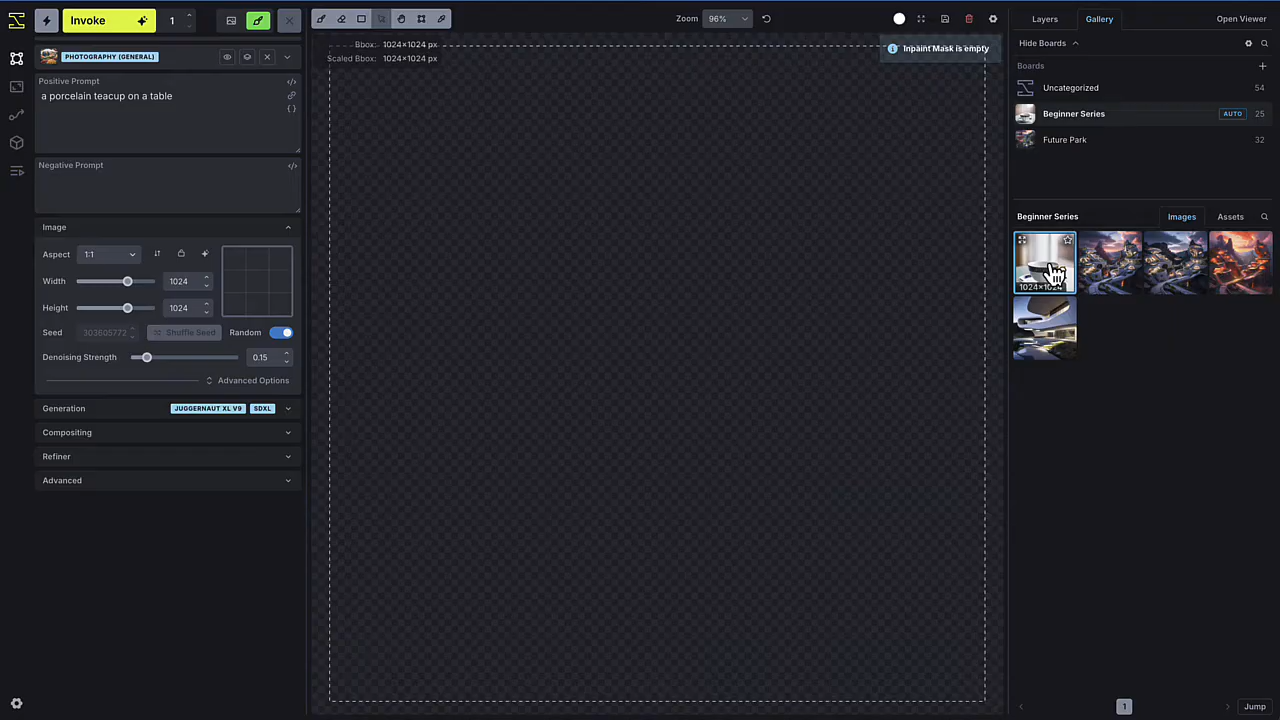 Invoke
1
Zoom
96%
Layers
Gallery
Open Viewer
PHOTOGRAPHY (GENERAL)
Positive Prompt
a porcelain teacup on a table
Negative Prompt
Image
Aspect
1:1
Width
1024
Height
1024
Seed
303605772
Shuffle Seed
Random
Denoising Strength
0.15
Advanced Options
Generation
JUGGERNAUT XL V9
SDXL
Compositing
Refiner
Advanced
Bbox: 1024×1024 px
Scaled Bbox: 1024×1024 px
Inpaint Mask is empty
Hide Boards
Boards
Uncategorized
54
Beginner Series
AUTO
25
Future Park
32
Beginner Series
Images
Assets
1024×1024
1
Jump